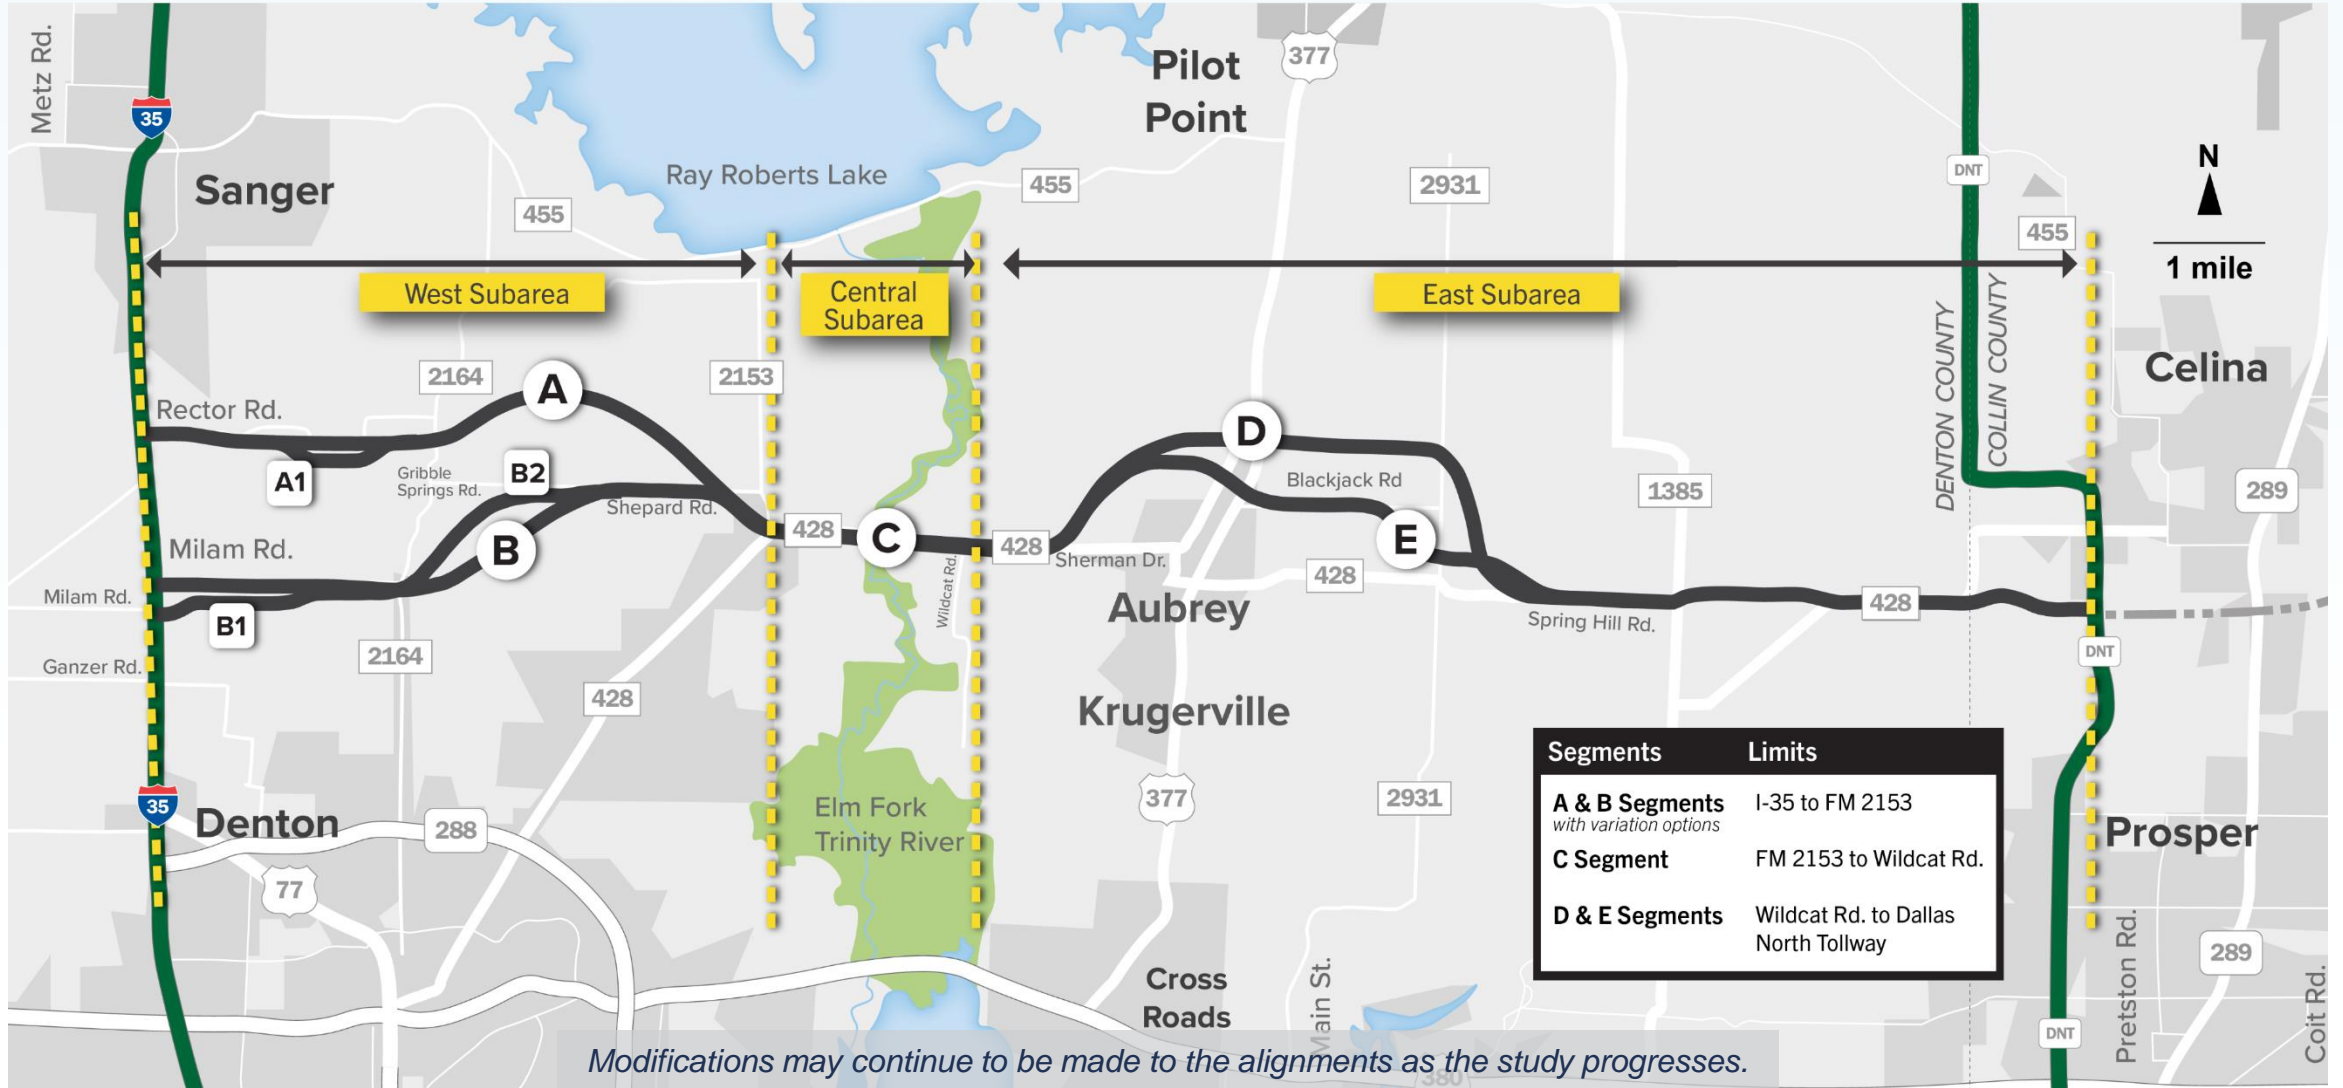 Metz Rd.
35
Sanger
455
Ray Roberts Lake
Pilot
Point
377
455
2931
DNT
N
1 mile
455
West Subarea
Central
Subarea
East Subarea
DENTON COUNTY
COLLIN COUNTY
Celina
2164
A
2153
Rector Rd.
A1
Gribble
Springs Rd.
B2
Shepard Rd.
B
Milam Rd.
Milam Rd.
B1
Ganzer Rd.
2164
428
428
C
428
Wildcat Rd.
Sherman Dr.
D
Blackjack Rd
E
428
1385
289
Aubrey
Spring Hill Rd.
428
DNT
Krugerville
377
2931
35
Denton
288
77
Elm Fork
Trinity River
Segments Limits
A & B Segments I-35 to FM 2153
with variation options
C Segment FM 2153 to Wildcat Rd.
D & E Segments Wildcat Rd. to Dallas
North Tollway
Prosper
289
Pretston Rd.
Coit Rd.
DNT
Cross
Roads
Main St.
380
Modifications may continue to be made to the alignments as the study progresses.